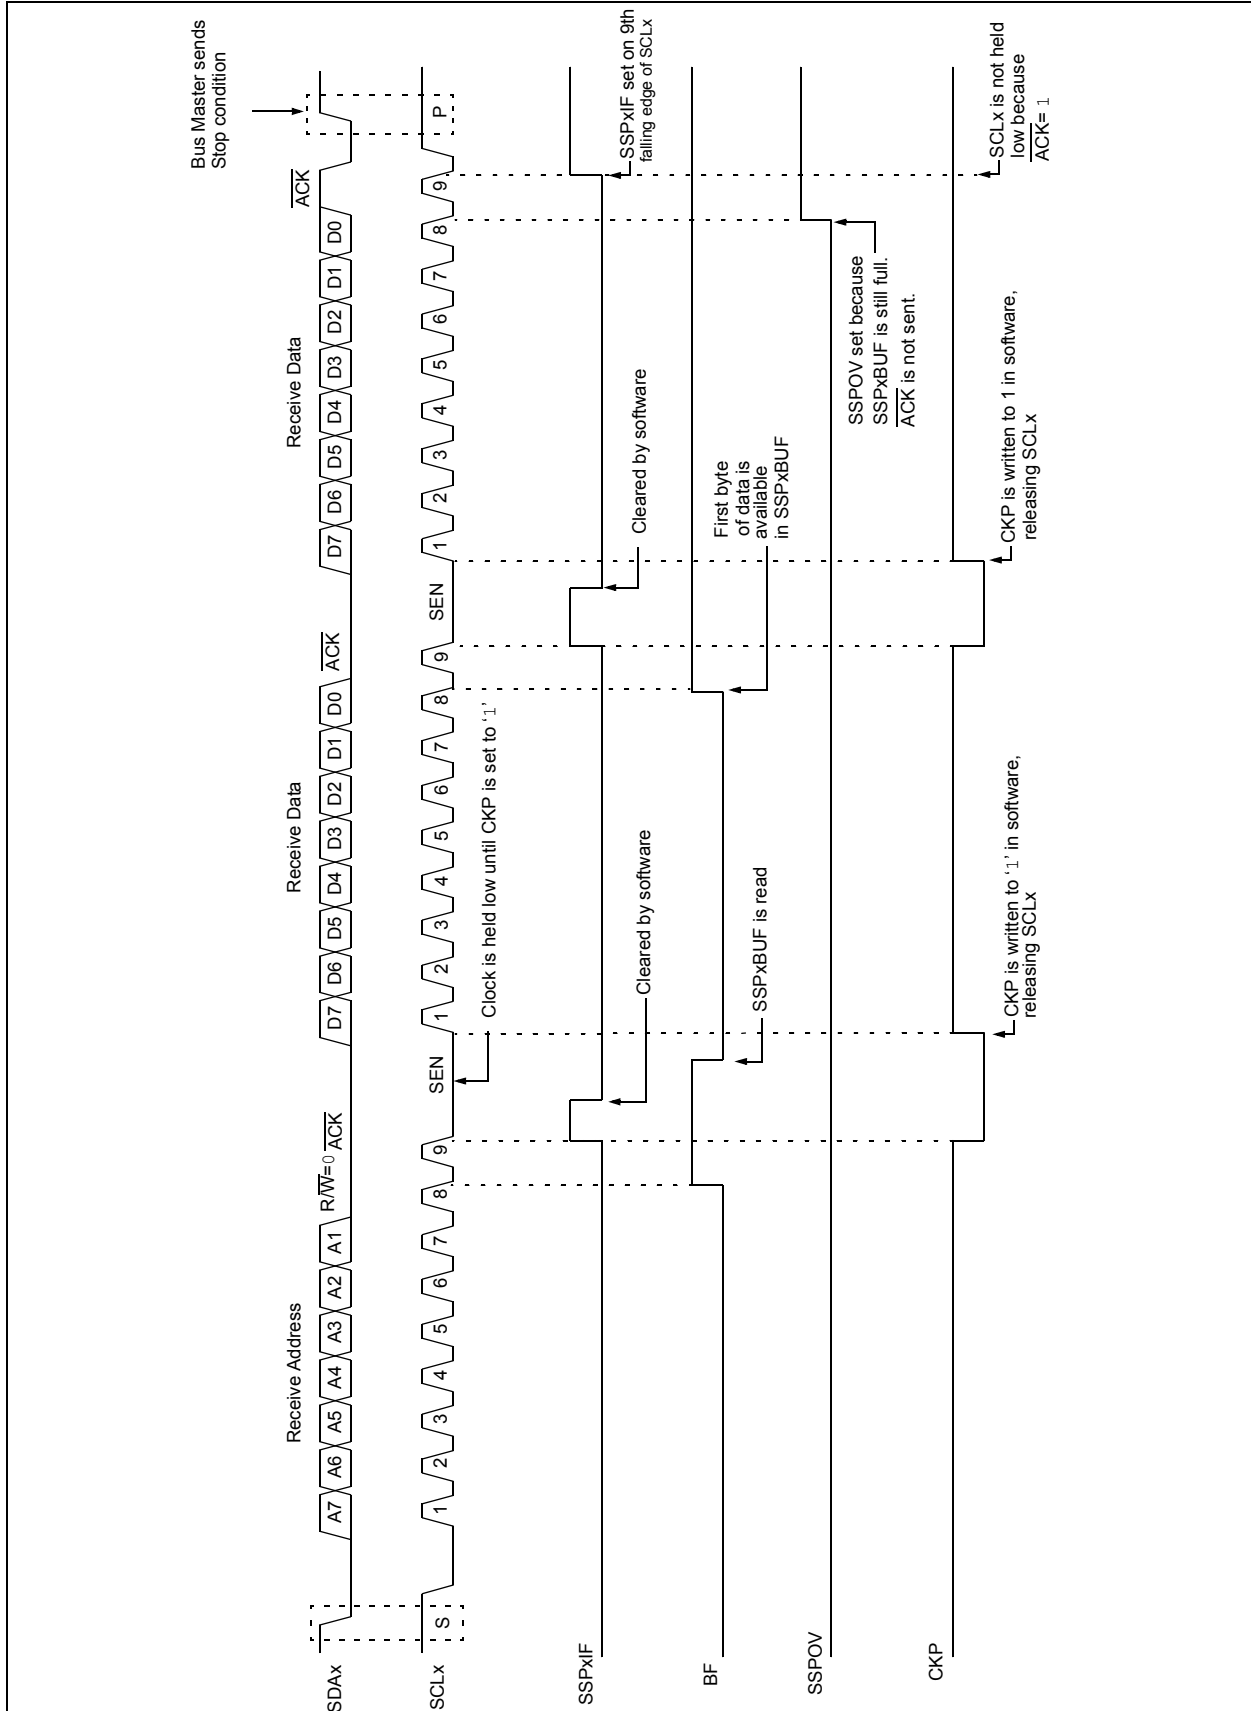 Bus Master sends
Stop condition
Receive Address
Receive Data
Receive Data
R/W=0
ACK
ACK
ACK
SDAx
A7 A6 A5 A4 A3 A2 A1
D7 D6 D5 D4 D3 D2 D1 D0
D7 D6 D5 D4 D3 D2 D1 D0
SCLx
S
1 2 3 4 5 6 7 8 9
SEN
1 2 3 4 5 6 7 8 9
SEN
1 2 3 4 5 6 7 8 9
P
Clock is held low until CKP is set to ‘1’
SSPxIF
Cleared by software
Cleared by software
SSPxIF set on 9th
falling edge of SCLx
BF
SSPxBUF is read
First byte
of data is
available
in SSPxBUF
SSPOV
SSPOV set because
SSPxBUF is still full.
ACK is not sent.
CKP
CKP is written to ‘1’ in software,
releasing SCLx
CKP is written to 1 in software,
releasing SCLx
SCLx is not held
low because
ACK= 1